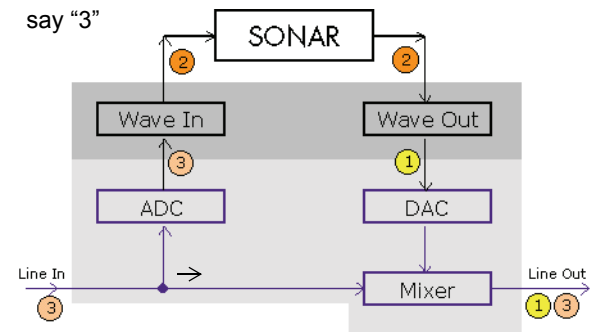 say “3”
SONAR
2
2
Wave In
Wave Out
3
1
ADC
DAC
Line In
Mixer
Line Out
3
1 3